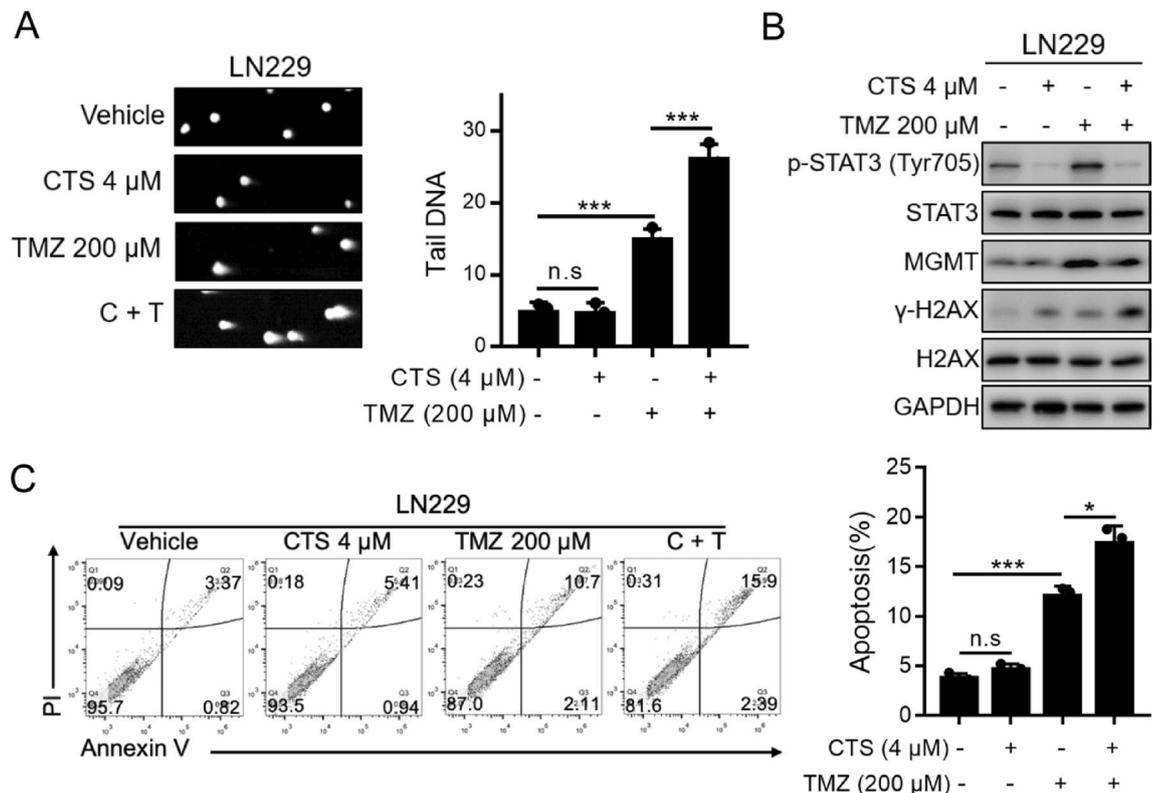 A
LN229
Vehicle
CTS 4 μM
TMZ 200 μM
C + T
Tail DNA
30
20
10
0
n.s
***
***
CTS (4 μM) - + - +
TMZ (200 μM) - - + +
B
LN229
CTS 4 μM - + - +
TMZ 200 μM - - + +
p-STAT3 (Tyr705)
STAT3
MGMT
γ-H2AX
H2AX
GAPDH
C
LN229
Vehicle CTS 4 μM TMZ 200 μM C + T
0.09 3.37 0.18 5.41 0.23 10.7 0.31 15.9
95.7 0.82 93.5 0.94 87.0 2.11 81.6 2.39
PI
Annexin V
Apoptosis(%)
25
20
15
10
5
0
n.s
***
*
CTS (4 μM) - + - +
TMZ (200 μM) - - + +